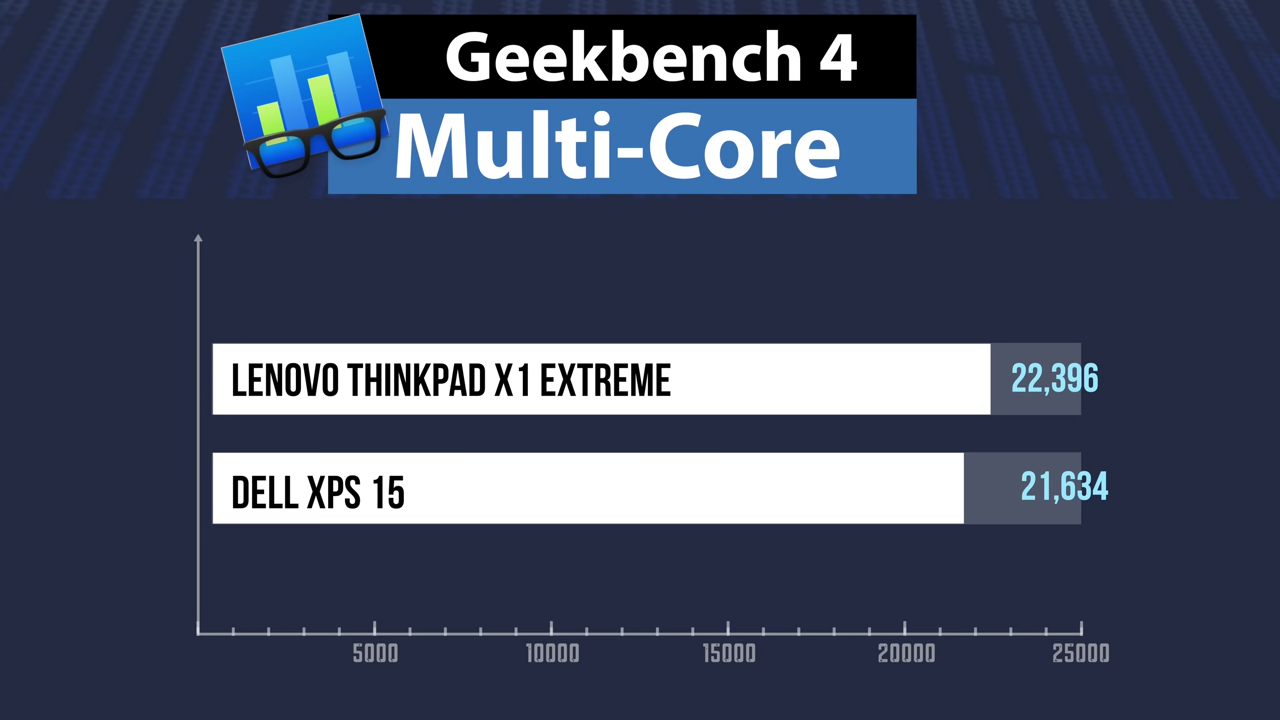 Geekbench 4
Multi-Core
LENOVO THINKPAD X1 EXTREME 22,396
DELL XPS 15 21,634
5000 10000 15000 20000 25000